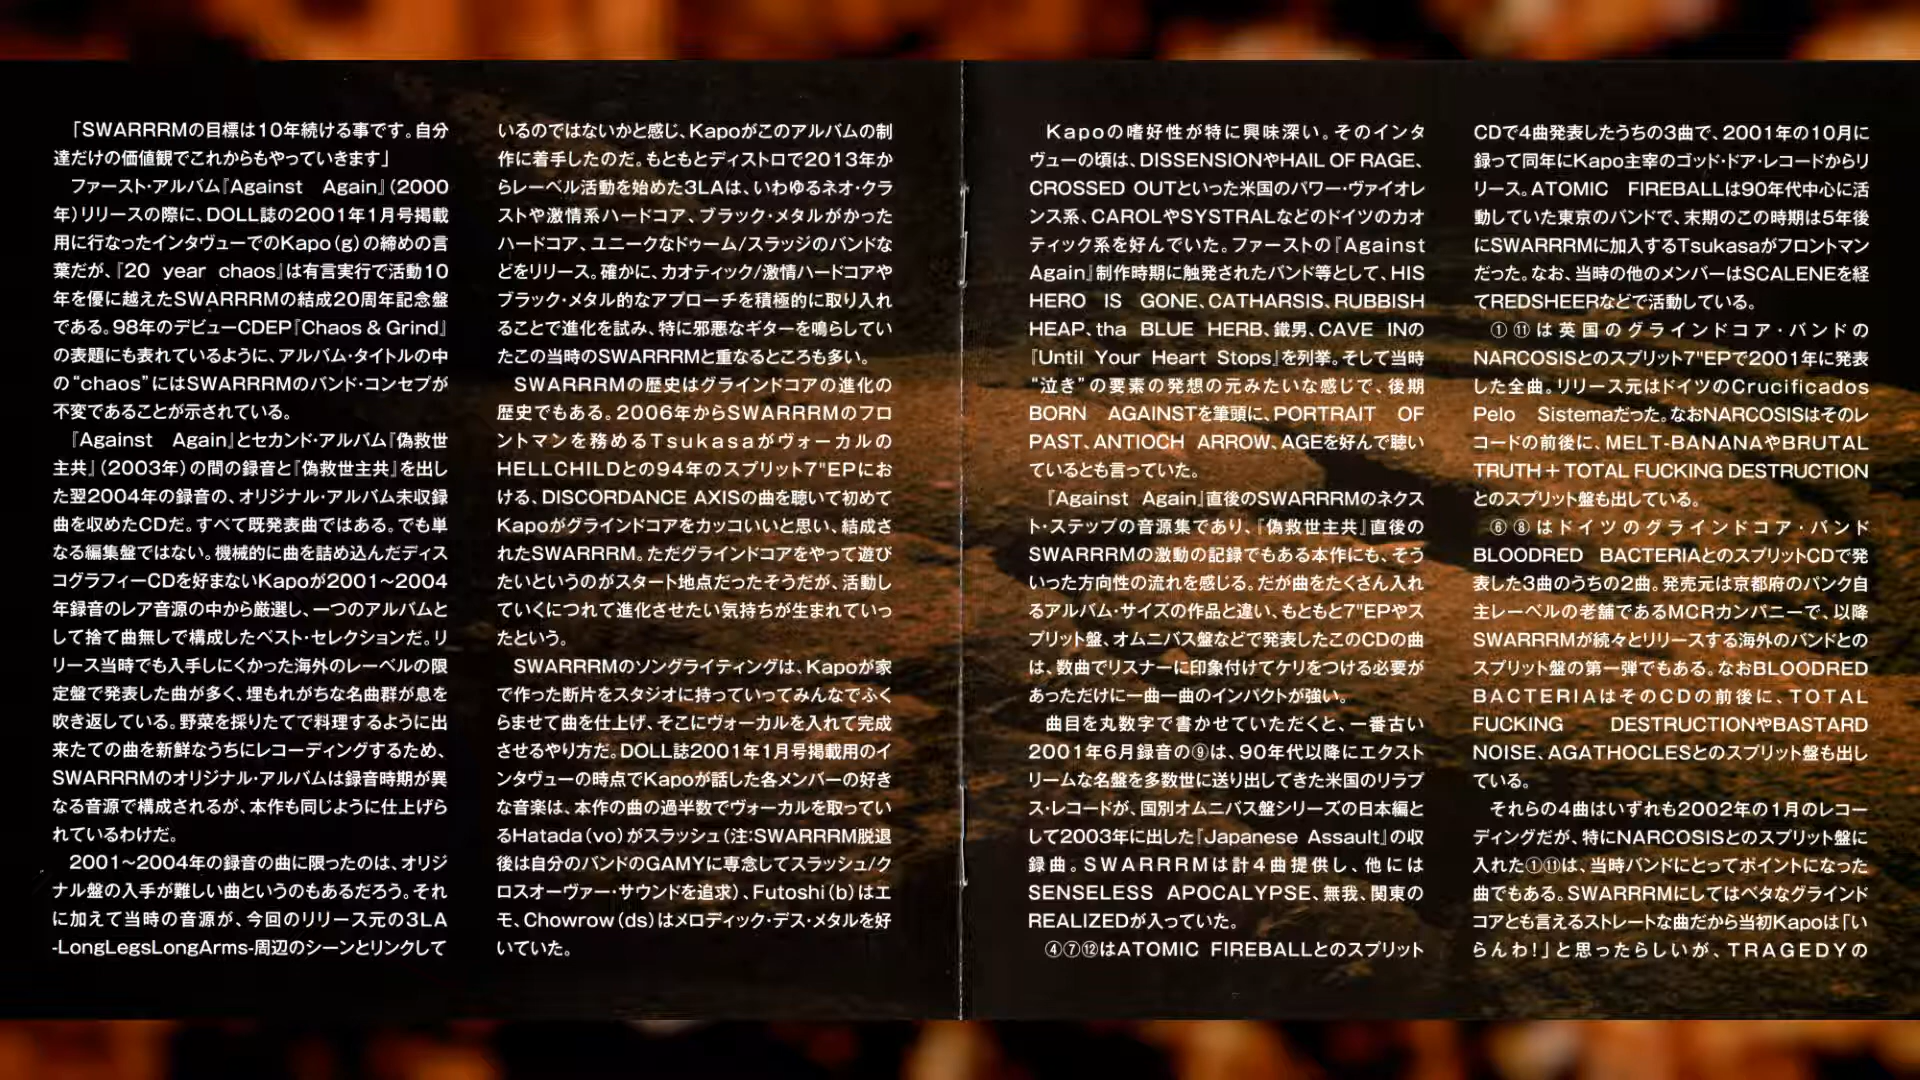 「SWARRRMの目標は10年続ける事です。自分
達だけの価値観でこれからもやっていきます」
ファースト・アルバム『Against Again』(2000
年)リリースの際に、DOLL誌の2001年1月号掲載
用に行なったインタヴューでのKapo(g)の締めの言
葉だが、『20 year chaos』は有言実行で活動10
年を優に越えたSWARRRMの結成20周年記念盤
である。98年のデビューCDEP『Chaos & Grind』
の表題にも表れているように、アルバム・タイトルの中
の“chaos”にはSWARRRMのバンド・コンセプが
不変であることが示されている。
『Against Again』とセカンド・アルバム『偽救世
主共』(2003年)の間の録音と『偽救世主共』を出し
た翌2004年の録音の、オリジナル・アルバム未収録
曲を収めたCDだ。すべて既発表曲ではある。でも単
なる編集盤ではない。機械的に曲を詰め込んだディス
コグラフィーCDを好まないKapoが2001〜2004
年録音のレア音源の中から厳選し、一つのアルバムと
して捨て曲無しで構成したベスト・セレクションだ。リ
リース当時でも入手しにくかった海外のレーベルの限
定盤で発表した曲が多く、埋もれがちな名曲群が息を
吹き返している。野菜を採りたてで料理するように出
来たての曲を新鮮なうちにレコーディングするため、
SWARRRMのオリジナル・アルバムは録音時期が異
なる音源で構成されるが、本作も同じように仕上げら
れているわけだ。
2001〜2004年の録音の曲に限ったのは、オリジ
ナル盤の入手が難しい曲というのもあるだろう。それ
に加えて当時の音源が、今回のリリース元の3LA
-LongLegsLongArms-周辺のシーンとリンクして
いるのではないかと感じ、Kapoがこのアルバムの制
作に着手したのだ。もともとディストロで2013年か
らレーベル活動を始めた3LAは、いわゆるネオ・クラ
ストや激情系ハードコア、ブラック・メタルがかった
ハードコア、ユニークなドゥーム/スラッジのバンドな
どをリリース。確かに、カオティック/激情ハードコアや
ブラック・メタル的なアプローチを積極的に取り入れ
ることで進化を試み、特に邪悪なギターを鳴らしてい
たこの当時のSWARRRMと重なるところも多い。
SWARRRMの歴史はグラインドコアの進化の
歴史でもある。2006年からSWARRRMのフロ
ントマンを務めるTsukasaがヴォーカルの
HELLCHILDとの94年のスプリット7"EPにお
ける、DISCORDANCE AXISの曲を聴いて初めて
Kapoがグラインドコアをカッコいいと思い、結成さ
れたSWARRRM。ただグラインドコアをやって遊び
たいというのがスタート地点だったそうだが、活動し
ていくにつれて進化させたい気持ちが生まれていっ
たという。
SWARRRMのソングライティングは、Kapoが家
で作った断片をスタジオに持っていってみんなでふく
らませて曲を仕上げ、そこにヴォーカルを入れて完成
させるやり方だ。DOLL誌2001年1月号掲載用のイ
ンタヴューの時点でKapoが話した各メンバーの好き
な音楽は、本作の曲の過半数でヴォーカルを取ってい
るHatada(vo)がスラッシュ(注:SWARRRM脱退
後は自分のバンドのGAMYに専念してスラッシュ/ク
ロスオーヴァー・サウンドを追求)、Futoshi(b)はエ
モ、Chowrow(ds)はメロディック・デス・メタルを好
いていた。
Kapoの嗜好性が特に興味深い。そのインタ
ヴューの頃は、DISSENSIONやHAIL OF RAGE、
CROSSED OUTといった米国のパワー・ヴァイオレ
ンス系、CAROLやSYSTRALなどのドイツのカオ
ティック系を好んでいた。ファーストの『Against
Again』制作時期に触発されたバンド等として、HIS
HERO IS GONE、CATHARSIS、RUBBISH
HEAP、tha BLUE HERB、鐵男、CAVE INの
『Until Your Heart Stops』を列挙。そして当時
“泣き”の要素の発想の元みたいな感じで、後期
BORN AGAINSTを筆頭に、PORTRAIT OF
PAST、ANTIOCH ARROW、AGEを好んで聴い
ているとも言っていた。
『Against Again』直後のSWARRRMのネクス
ト・ステップの音源集であり、『偽救世主共』直後の
SWARRRMの激動の記録でもある本作にも、そう
いった方向性の流れを感じる。だが曲をたくさん入れ
るアルバム・サイズの作品と違い、もともと7"EPやス
プリット盤、オムニバス盤などで発表したこのCDの曲
は、数曲でリスナーに印象付けてケリをつける必要が
あっただけに一曲一曲のインパクトが強い。
曲目を丸数字で書かせていただくと、一番古い
2001年6月録音の⑨は、90年代以降にエクスト
リームな名盤を多数世に送り出してきた米国のリラプ
ス・レコードが、国別オムニバス盤シリーズの日本編と
して2003年に出した『Japanese Assault』の収
録曲。SWARRRMは計4曲提供し、他には
SENSELESS APOCALYPSE、無我、関東の
REALIZEDが入っていた。
④⑦⑫はATOMIC FIREBALLとのスプリット
CDで4曲発表したうちの3曲で、2001年の10月に
録って同年にKapo主宰のゴッド・ドア・レコードからリ
リース。ATOMIC FIREBALLは90年代中心に活
動していた東京のバンドで、末期のこの時期は5年後
にSWARRRMに加入するTsukasaがフロントマン
だった。なお、当時の他のメンバーはSCALENEを経
てREDSHEERなどで活動している。
①⑪は英国のグラインドコア・バンドの
NARCOSISとのスプリット7"EPで2001年に発表
した全曲。リリース元はドイツのCrucificados
Pelo Sistemaだった。なおNARCOSISはそのレ
コードの前後に、MELT-BANANAやBRUTAL
TRUTH+TOTAL FUCKING DESTRUCTION
とのスプリット盤も出している。
⑥⑧はドイツのグラインドコア・バンド
BLOODRED BACTERIAとのスプリットCDで発
表した3曲のうちの2曲。発売元は京都府のパンク自
主レーベルの老舗であるMCRカンパニーで、以降
SWARRRMが続々とリリースする海外のバンドとの
スプリット盤の第一弾でもある。なおBLOODRED
BACTERIAはそのCDの前後に、TOTAL
FUCKING DESTRUCTIONやBASTARD
NOISE、AGATHOCLESとのスプリット盤も出し
ている。
それらの4曲はいずれも2002年の1月のレコー
ディングだが、特にNARCOSISとのスプリット盤に
入れた①⑪は、当時バンドにとってポイントになった
曲でもある。SWARRRMにしてはベタなグラインド
コアとも言えるストレートな曲だから当初Kapoは「い
らんわ!」と思ったらしいが、TRAGEDYの